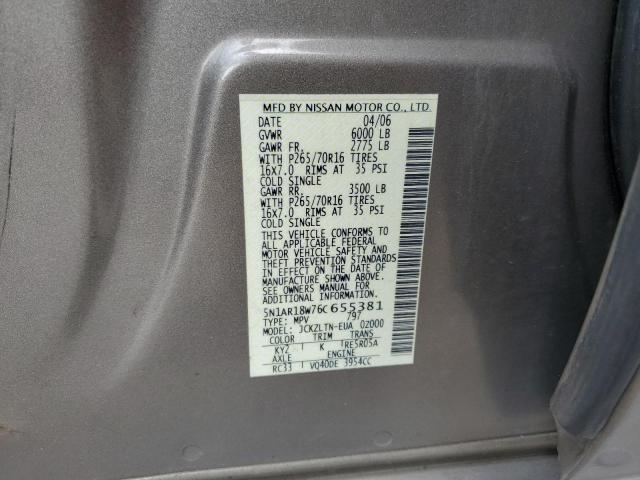 MFD BY NISSAN MOTOR CO., LTD.
DATE 04/06
GVWR 6000 LB
GAWR FR. 2775 LB
WITH P265/70R16 TIRES
16X7.0 RIMS AT 35 PSI
COLD SINGLE
GAWR RR. 3500 LB
WITH P265/70R16 TIRES
16X7.0 RIMS AT 35 PSI
COLD SINGLE
THIS VEHICLE CONFORMS TO
ALL APPLICABLE FEDERAL
MOTOR VEHICLE SAFETY AND
THEFT PREVENTION STANDARDS
IN EFFECT ON THE DATE OF
MANUFACTURE SHOWN ABOVE.
SEE OWNERS MANUAL FOR
ADDITIONAL INFORMATION.
5N1AR18W76C655381
TYPE: MPV 797
MODEL: JCKZLTN-EUA 0Z000
COLOR TRIM TRANS
KY2 K RE5R05A
AXLE ENGINE
RC33 VQ40DE 3954CC